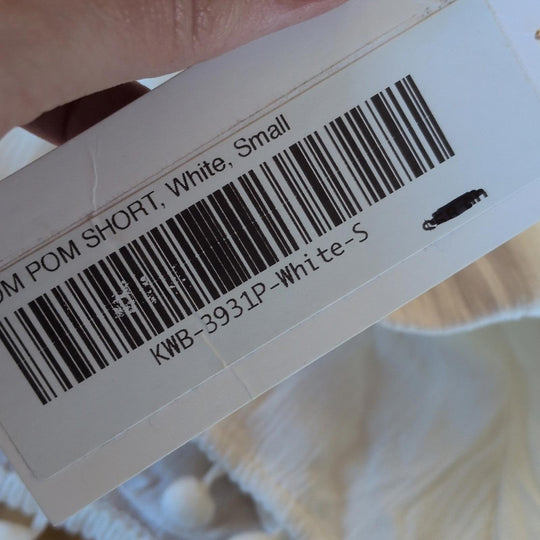 OM POM SHORT, White, Small
KWB-3931P-White-S